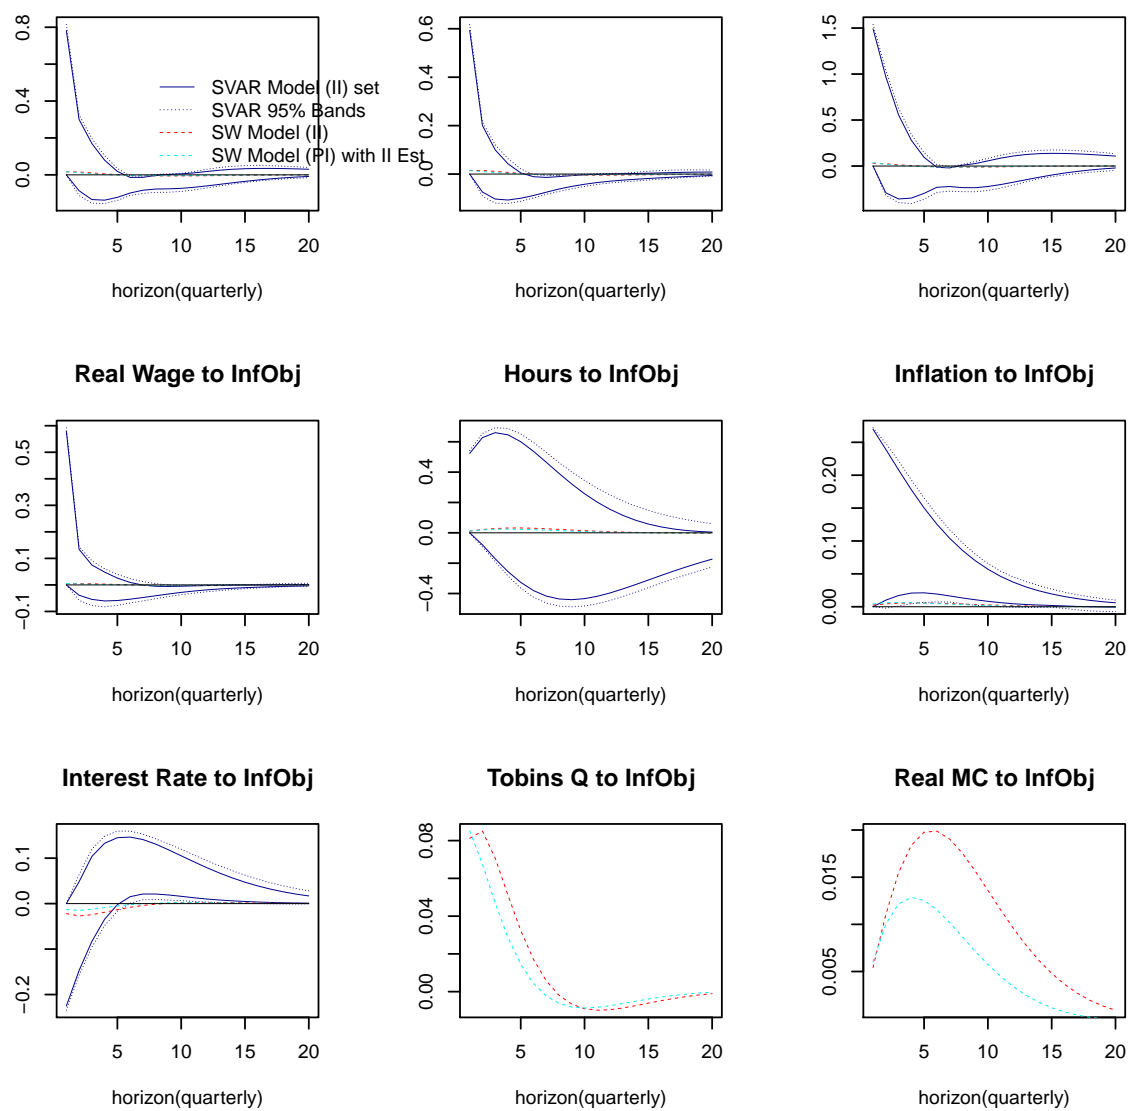 0.0 0.4 0.8
SVAR Model (II) set
SVAR 95% Bands
SW Model (II)
SW Model (PI) with II Est
5 10 15 20
horizon(quarterly)
0.0 0.2 0.4 0.6
5 10 15 20
horizon(quarterly)
0.0 0.5 1.0 1.5
5 10 15 20
horizon(quarterly)
Real Wage to InfObj
−0.1 0.1 0.3 0.5
5 10 15 20
horizon(quarterly)
Hours to InfObj
−0.4 0.0 0.4
5 10 15 20
horizon(quarterly)
Inflation to InfObj
0.00 0.10 0.20
5 10 15 20
horizon(quarterly)
Interest Rate to InfObj
−0.2 0.0 0.1
5 10 15 20
horizon(quarterly)
Tobins Q to InfObj
0.00 0.04 0.08
5 10 15 20
horizon(quarterly)
Real MC to InfObj
0.005 0.015
5 10 15 20
horizon(quarterly)